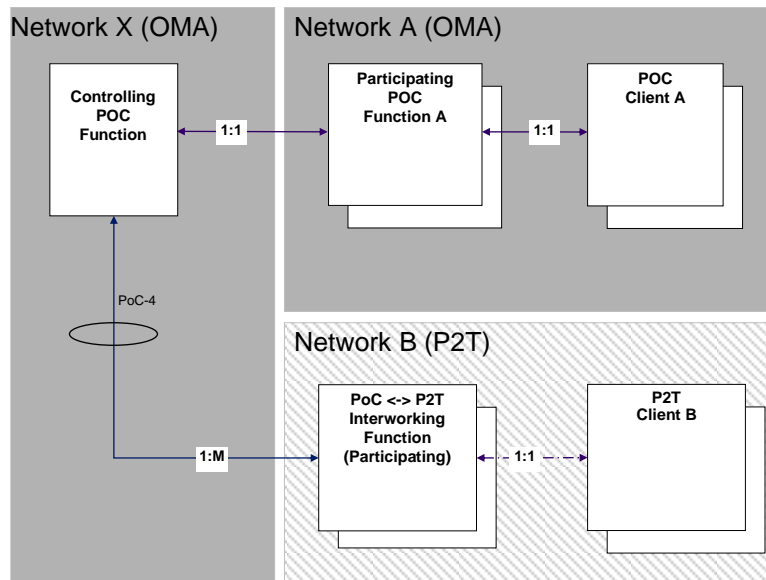 Network X (OMA)
Controlling
POC
Function
1:1
PoC-4
1:M
Network A (OMA)
Participating
POC
Function A
1:1
POC
Client A
Network B (P2T)
PoC <-> P2T
Interworking
Function
(Participating)
1:1
P2T
Client B